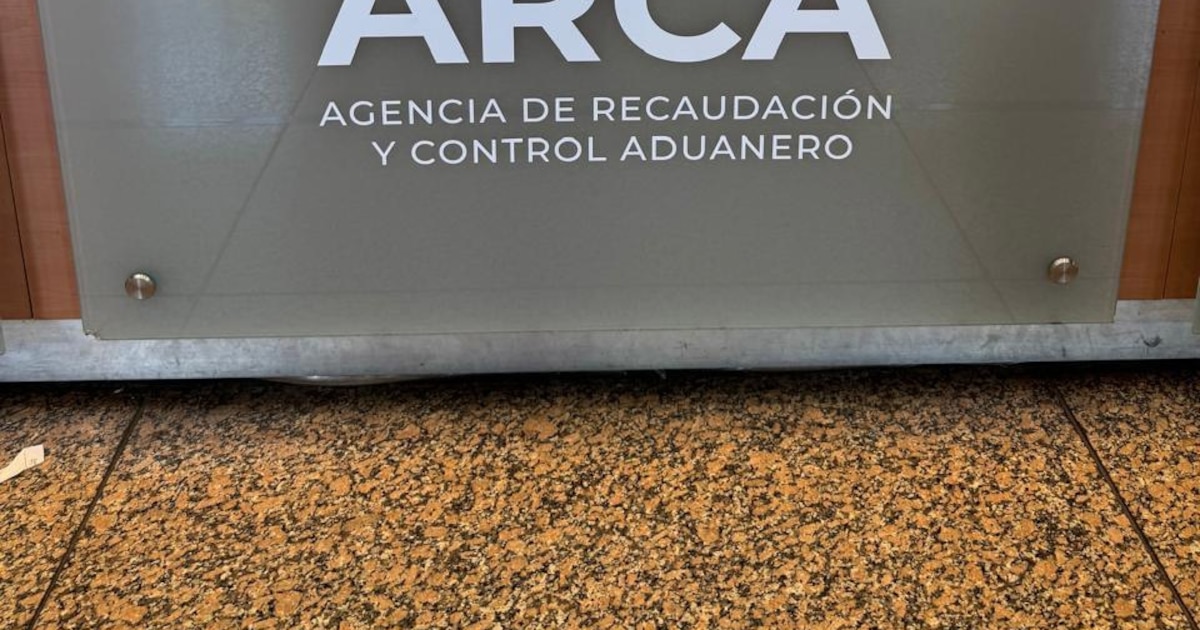 ARCA
AGENCIA DE RECAUDACIÓN
Y CONTROL ADUANERO